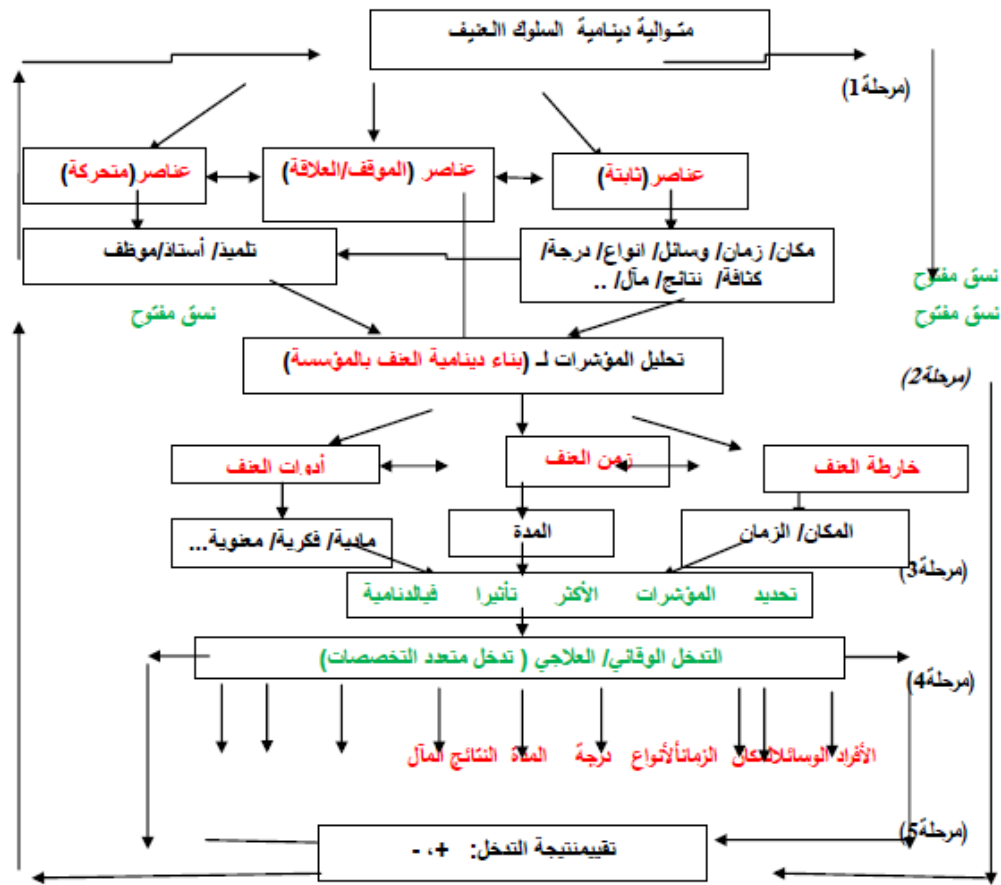 متوالية دينامية السلوك االعنيف
(مرحلة1)
عناصر(ثابتة)
عناصر (الموقف/العلاقة)
عناصر(متحركة)
مكان/ زمان/ وسائل/ انواع/ درجة/
كثافة/ نتائج/ مآل/ ..
تلميذ/ أستاذ/موظف
نسق مفتوح
نسق مفتوح
نسق مفتوح
تحليل المؤشرات لـ (بناء دينامية العنف بالمؤسسة)
(مرحلة2)
خارطة العنف
زمن العنف
أدوات العنف
المكان/ الزمان
المدة
مادية/ فكرية/ معنوية...
(مرحلة3)
تحديد المؤشرات الأكثر تأثيرا فيالدنامية
التدخل الوقائي/ العلاجي ( تدخل متعدد التخصصات)
(مرحلة4)
الأفراد الوسائلالمكان الزمانألأنواع درجة المدة النتائج المآل
(مرحلة5)
تقييمنتيجة التدخل: +، -